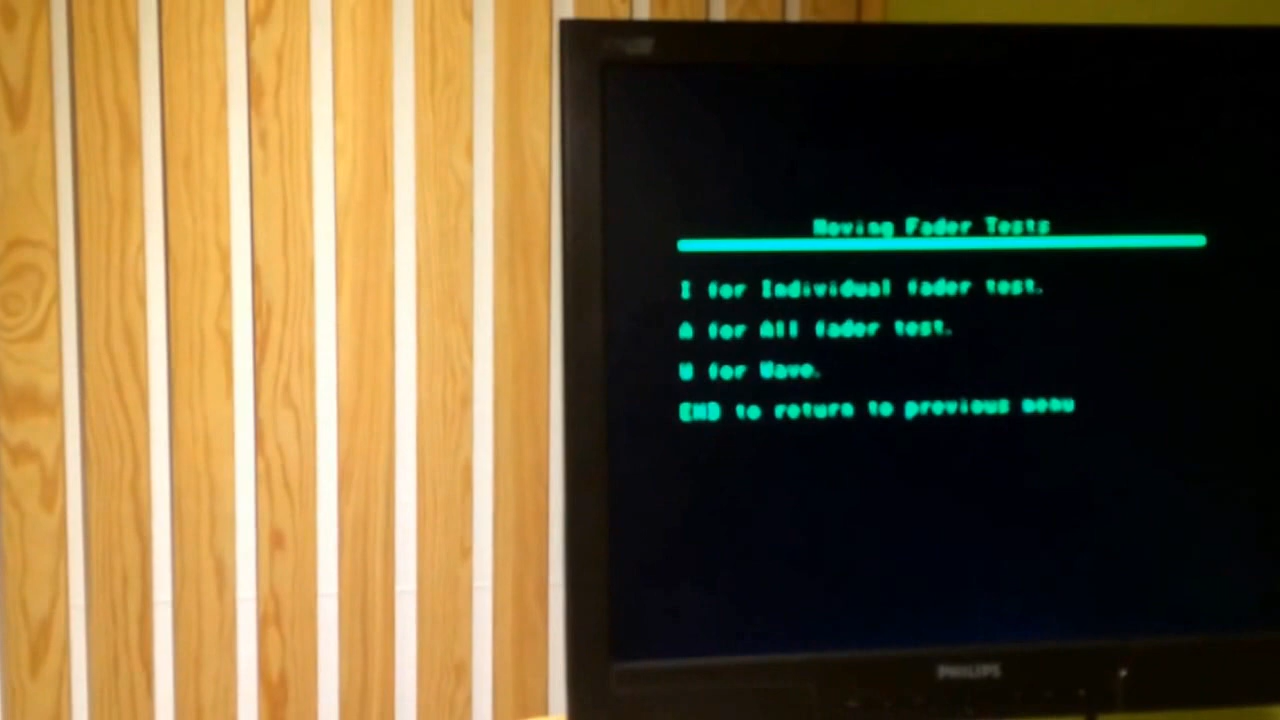 Moving Fader Tests
I for Individual fader test.
A for All fader test.
W for Wave.
END to return to previous menu
PHILIPS